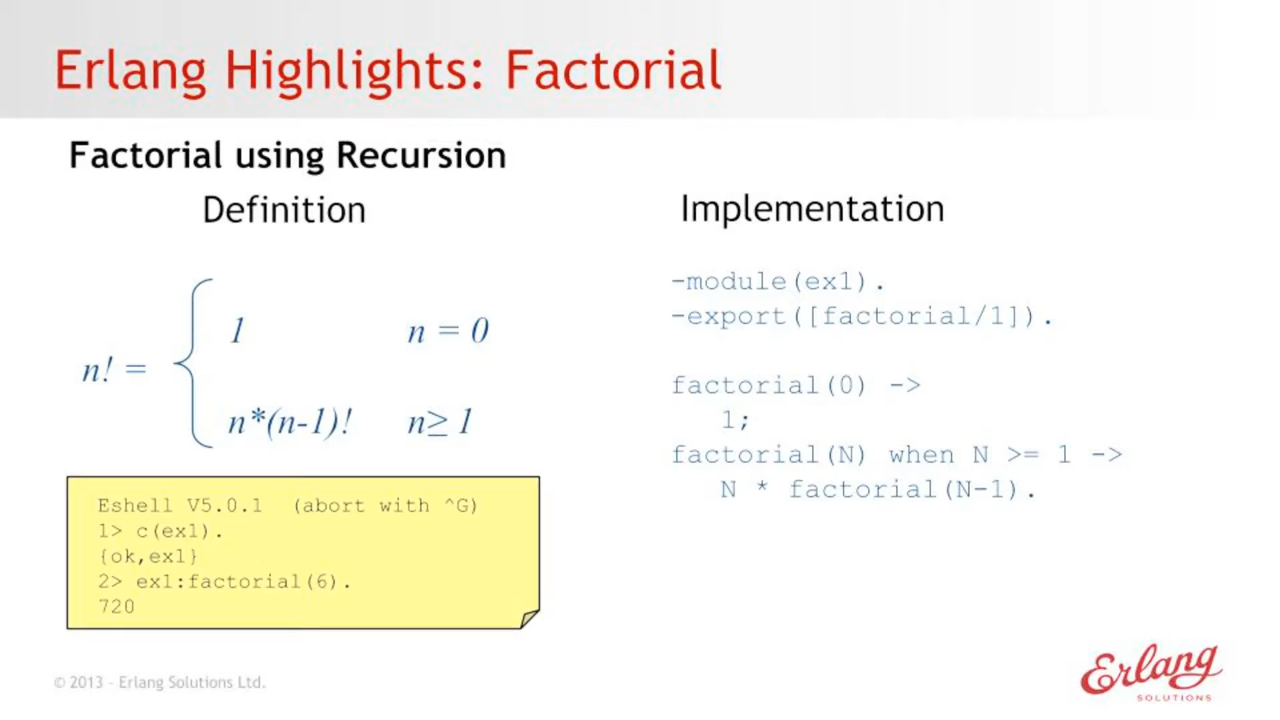 Erlang Highlights: Factorial
Factorial using Recursion
Definition
n! =
1 n = 0
n*(n-1)! n≥ 1
Eshell V5.0.1 (abort with ^G)
1> c(ex1).
{ok,ex1}
2> ex1:factorial(6).
720
Implementation
-module(ex1).
-export([factorial/1]).
factorial(0) ->
1;
factorial(N) when N >= 1 ->
N * factorial(N-1).
© 2013 – Erlang Solutions Ltd.
Erlang
SOLUTIONS